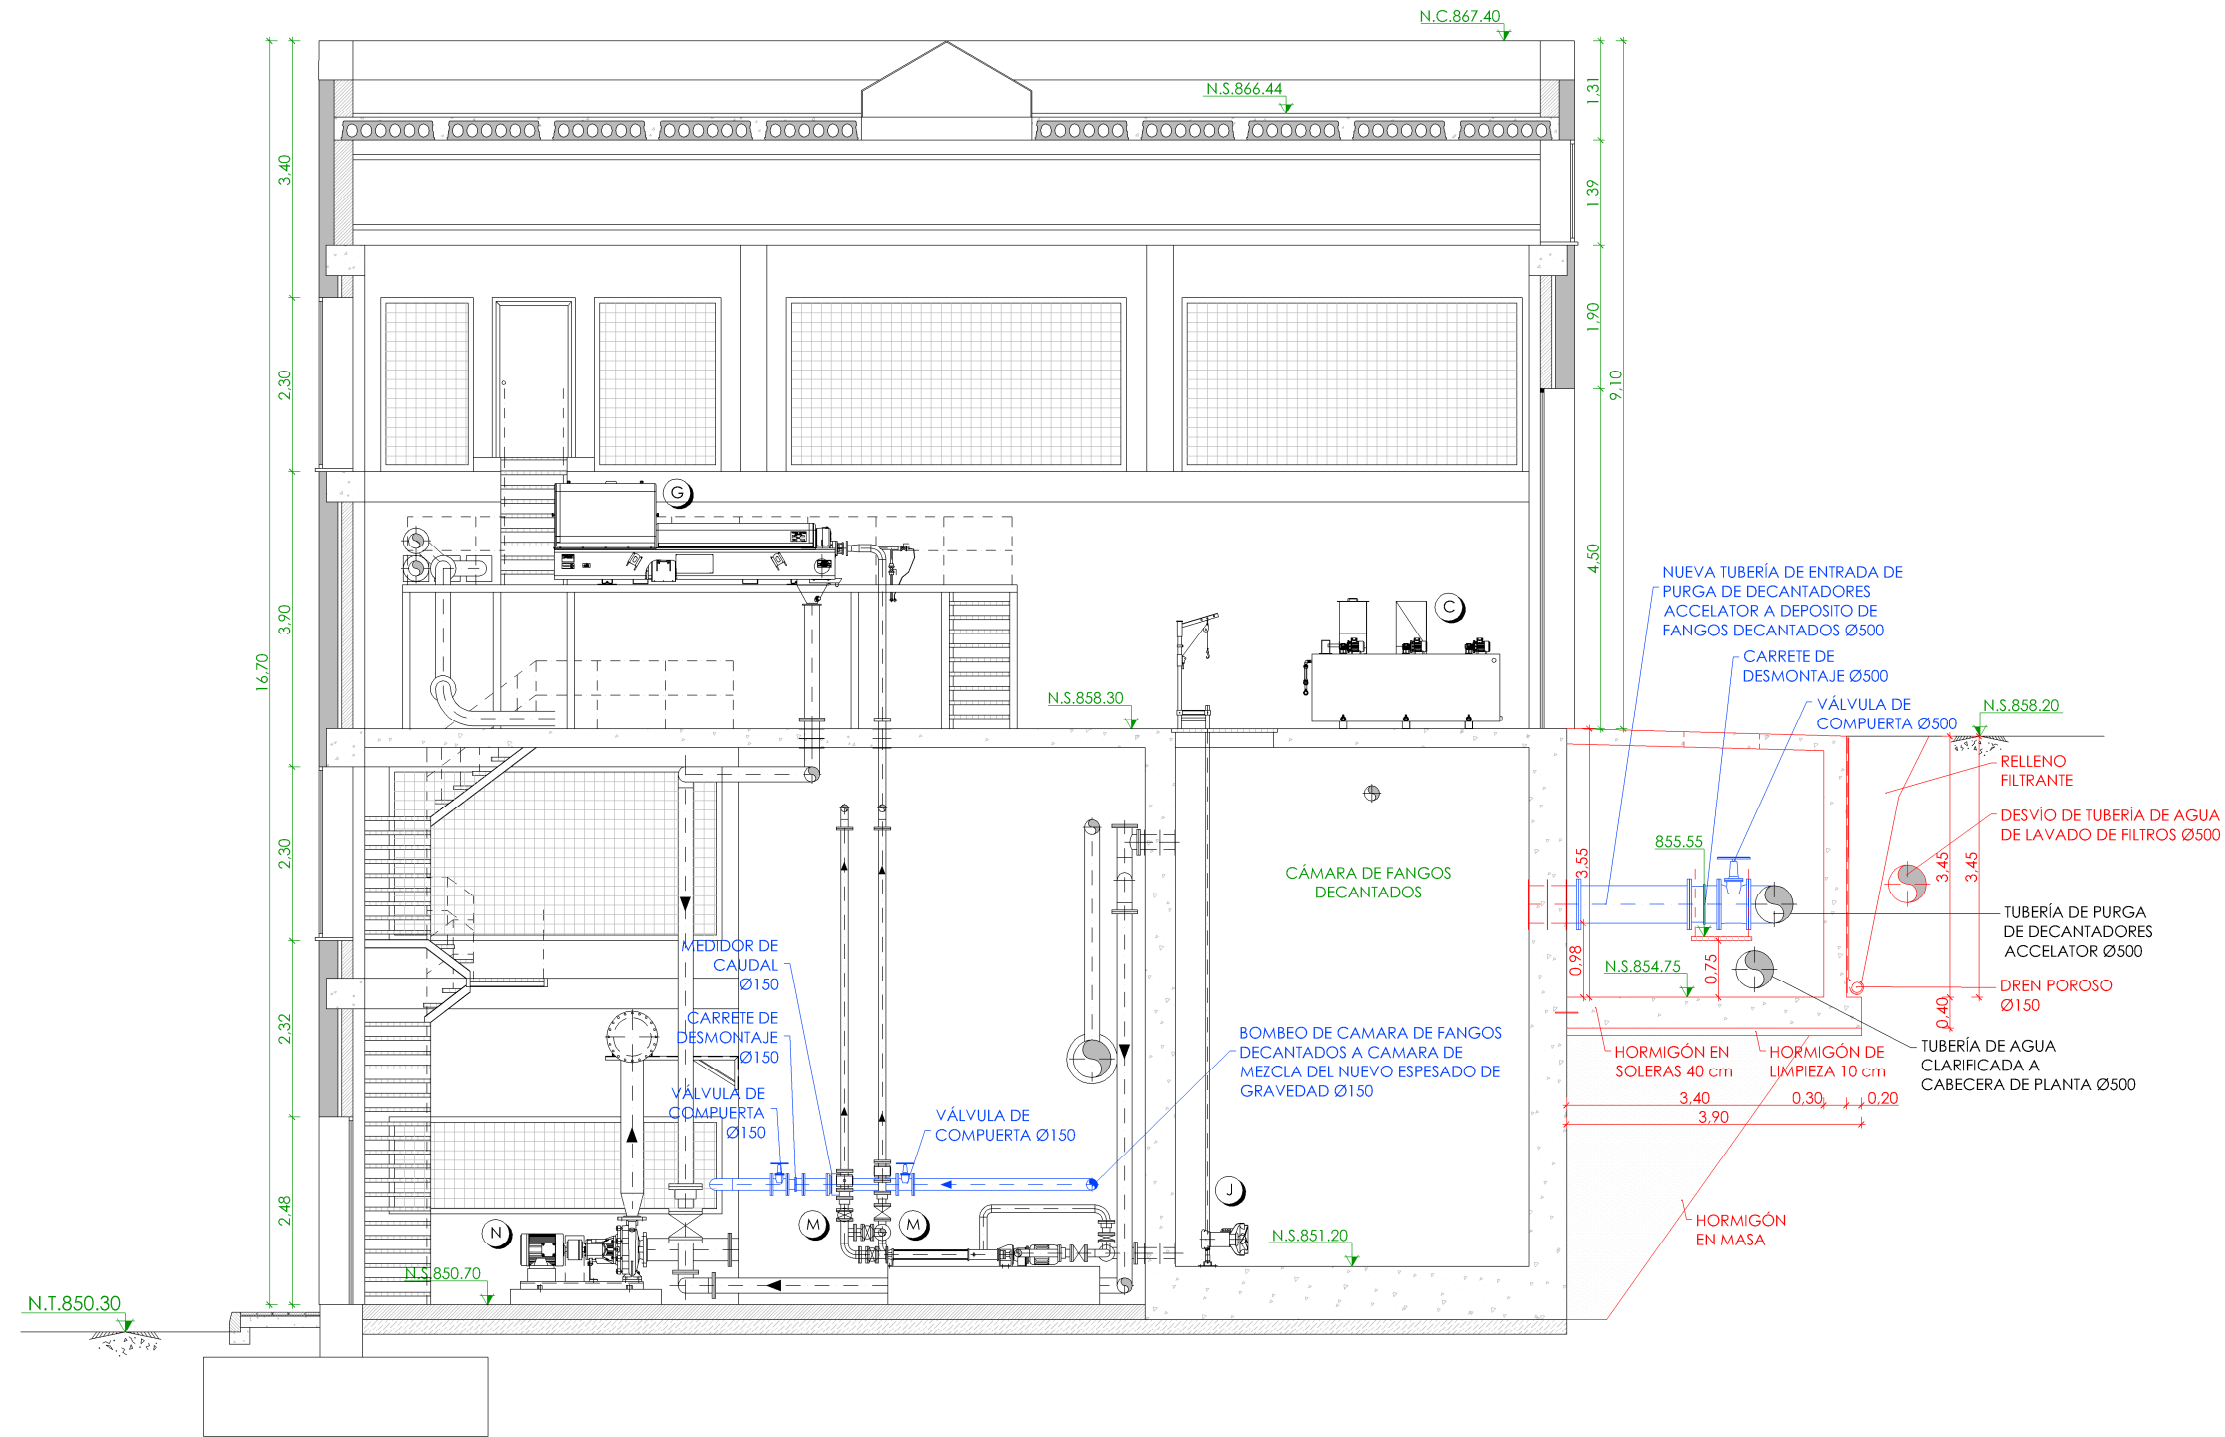 N.C.867.40
N.S.866.44
1,31
3,40
1,39
1,90
2,30
9,10
G
4,50
NUEVA TUBERÍA DE ENTRADA DE
PURGA DE DECANTADORES
ACCELATOR A DEPOSITO DE
FANGOS DECANTADOS Ø500
C
3,90
16,70
CARRETE DE
DESMONTAJE Ø500
N.S.858.30
VÁLVULA DE
COMPUERTA Ø500
N.S.858.20
RELLENO
FILTRANTE
DESVÍO DE TUBERÍA DE AGUA
DE LAVADO DE FILTROS Ø500
855.55
2,30
3,55
3,45
3,45
CÁMARA DE FANGOS
DECANTADOS
TUBERÍA DE PURGA
DE DECANTADORES
ACCELATOR Ø500
MEDIDOR DE
CAUDAL
Ø150
0,98
N.S.854.75
0,75
DREN POROSO
Ø150
0,40
2,32
CARRETE DE
DESMONTAJE
Ø150
BOMBEO DE CAMARA DE FANGOS
DECANTADOS A CAMARA DE
MEZCLA DEL NUEVO ESPESADO DE
GRAVEDAD Ø150
HORMIGÓN EN
SOLERAS 40 cm
HORMIGÓN DE
LIMPIEZA 10 cm
TUBERÍA DE AGUA
CLARIFICADA A
CABECERA DE PLANTA Ø500
VÁLVULA DE
COMPUERTA
Ø150
VÁLVULA DE
COMPUERTA Ø150
3,40
0,30
0,20
3,90
2,48
J
N
M
M
HORMIGÓN
EN MASA
N.S.851.20
N.S.850.70
N.T.850.30